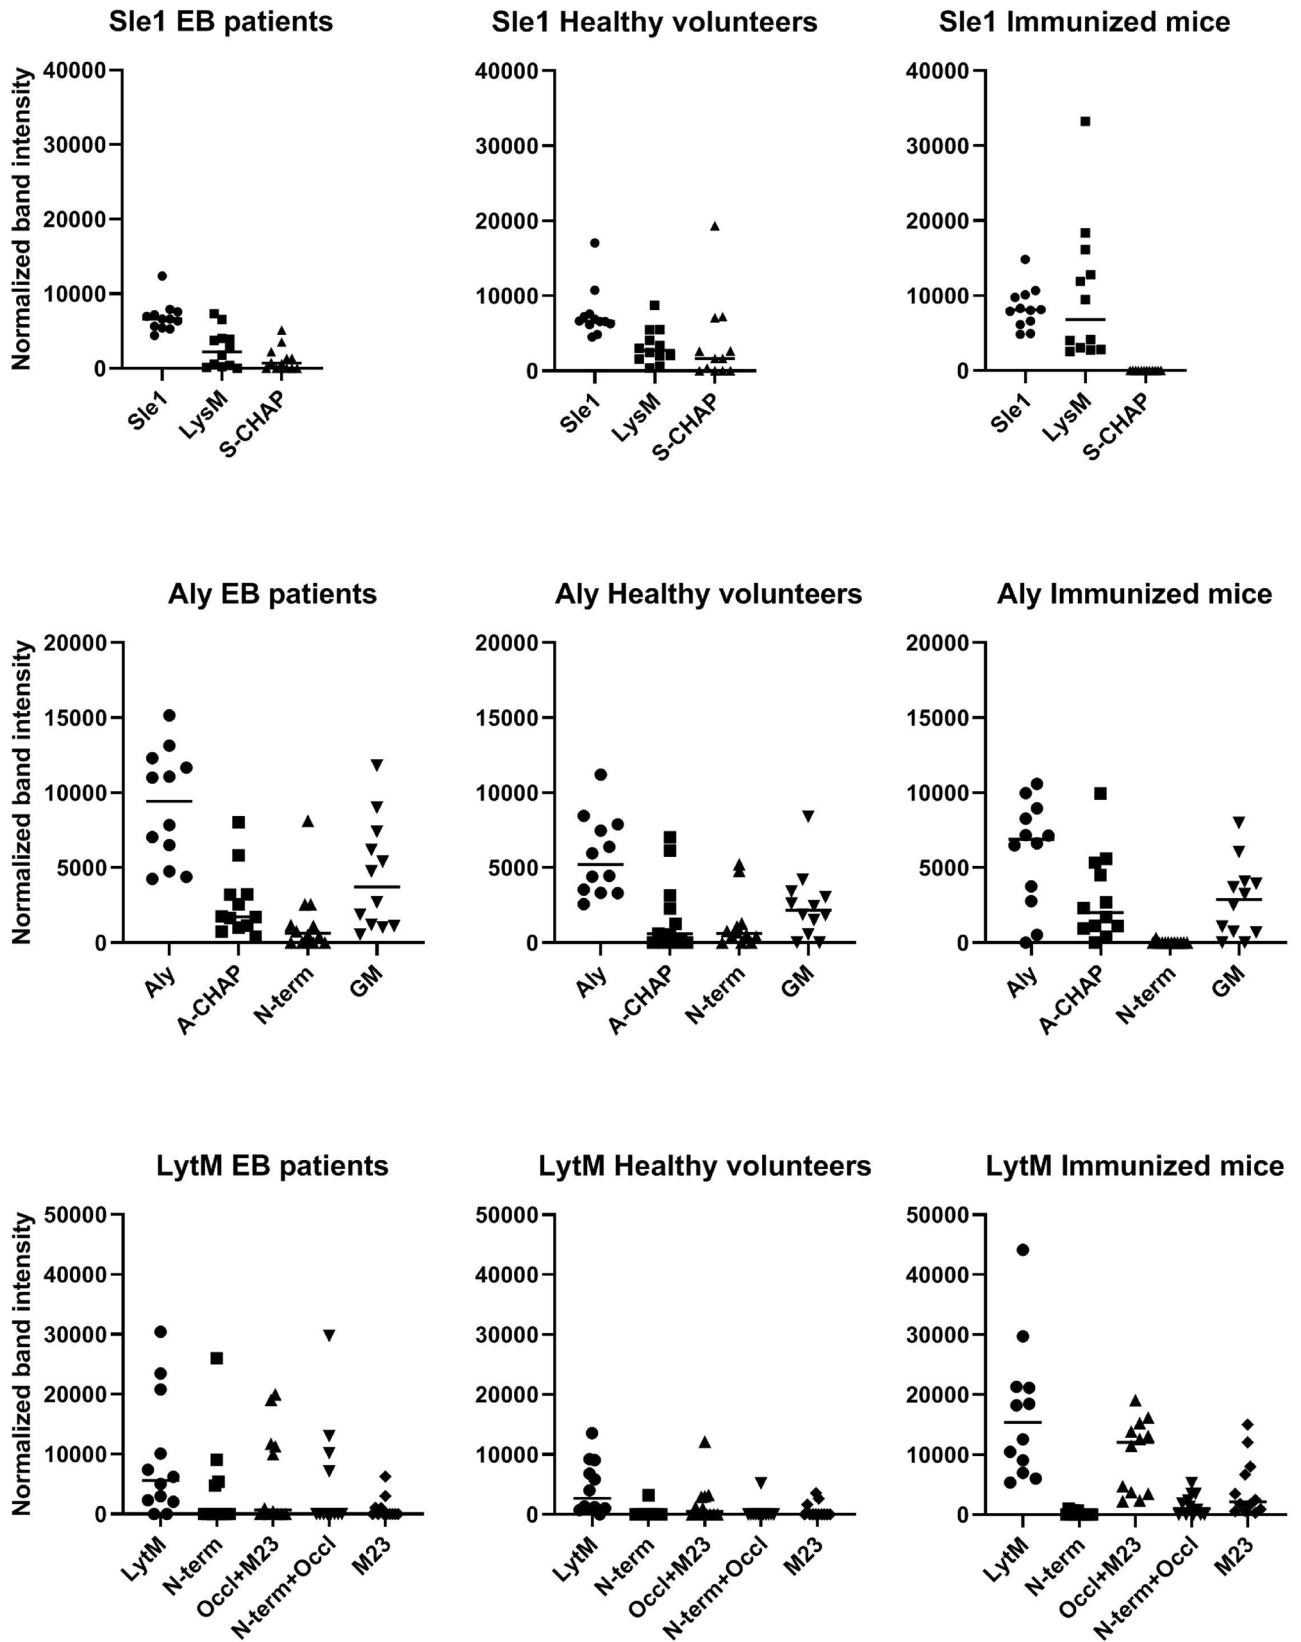 Sle1 EB patients
Sle1 Healthy volunteers
Sle1 Immunized mice
Normalized band intensity
40000
30000
20000
10000
0
Sle1
LysM
S-CHAP
40000
30000
20000
10000
0
Sle1
LysM
S-CHAP
40000
30000
20000
10000
0
Sle1
LysM
S-CHAP
Aly EB patients
Aly Healthy volunteers
Aly Immunized mice
Normalized band intensity
20000
15000
10000
5000
0
Aly
A-CHAP
N-term
GM
20000
15000
10000
5000
0
Aly
A-CHAP
N-term
GM
20000
15000
10000
5000
0
Aly
A-CHAP
N-term
GM
LytM EB patients
LytM Healthy volunteers
LytM Immunized mice
Normalized band intensity
50000
40000
30000
20000
10000
0
LytM
N-term
Occl+M23
N-term+Occl
M23
50000
40000
30000
20000
10000
0
LytM
N-term
Occl+M23
N-term+Occl
M23
50000
40000
30000
20000
10000
0
LytM
N-term
Occl+M23
N-term+Occl
M23